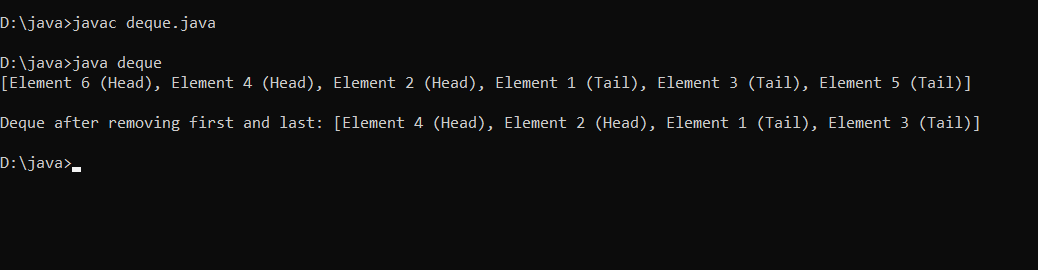 D:\java>javac deque.java
D:\java>java deque
[Element 6 (Head), Element 4 (Head), Element 2 (Head), Element 1 (Tail), Element 3 (Tail), Element 5 (Tail)]
Deque after removing first and last: [Element 4 (Head), Element 2 (Head), Element 1 (Tail), Element 3 (Tail)]
D:\java>